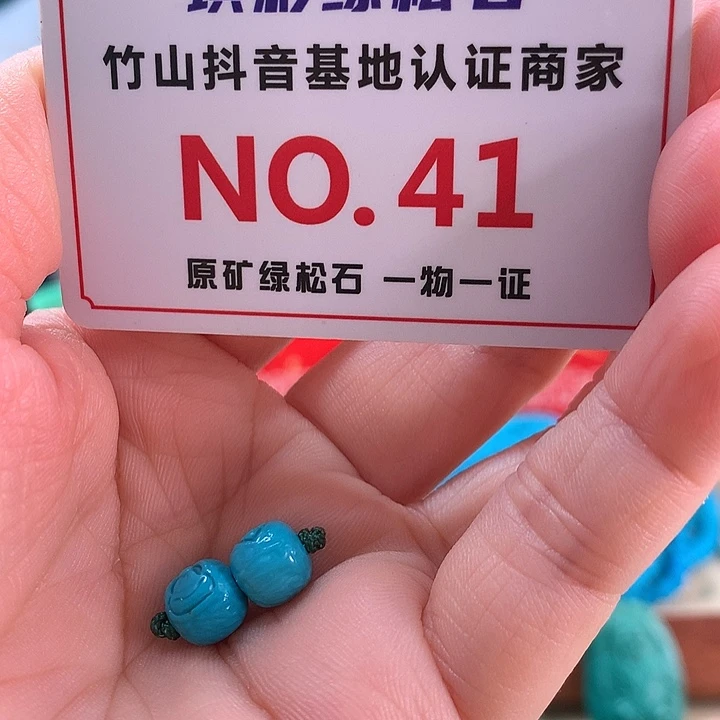 竹山抖音基地认证商家
NO.41
原矿绿松石 一物一证